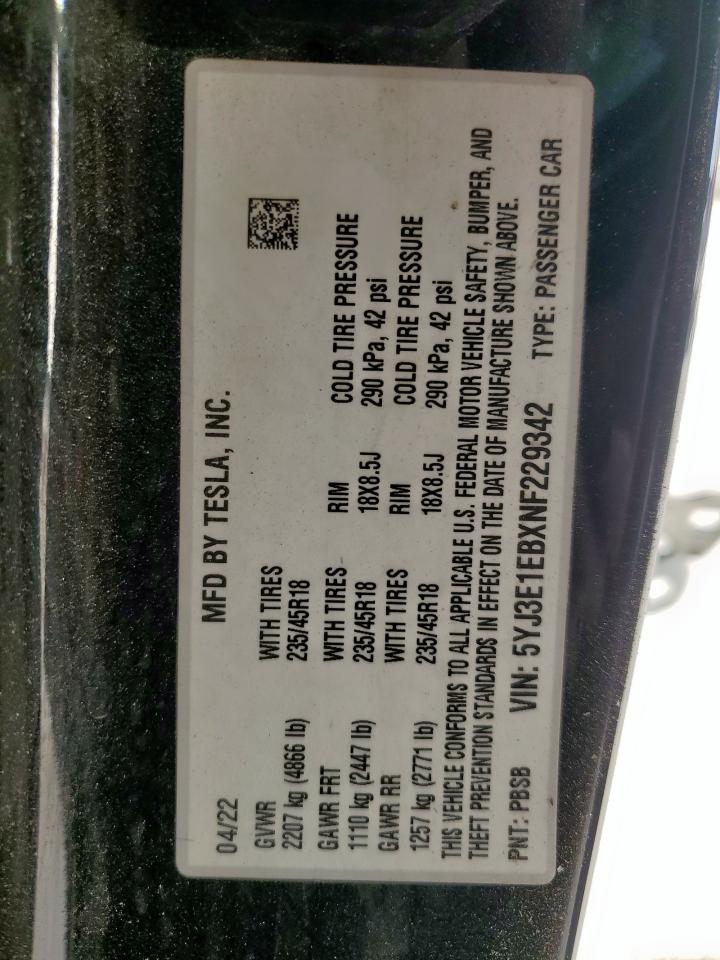 04/22 MFD BY TESLA, INC.
GVWR WITH TIRES
2207 kg (4866 lb) 235/45R18
GAWR FRT WITH TIRES RIM COLD TIRE PRESSURE
1110 kg (2447 lb) 235/45R18 18X8.5J 290 kPa, 42 psi
GAWR RR WITH TIRES RIM COLD TIRE PRESSURE
1257 kg (2771 lb) 235/45R18 18X8.5J 290 kPa, 42 psi
THIS VEHICLE CONFORMS TO ALL APPLICABLE U.S. FEDERAL MOTOR VEHICLE SAFETY, BUMPER, AND
THEFT PREVENTION STANDARDS IN EFFECT ON THE DATE OF MANUFACTURE SHOWN ABOVE.
PNT: PBSB VIN: 5YJ3E1EBXNF229342 TYPE: PASSENGER CAR